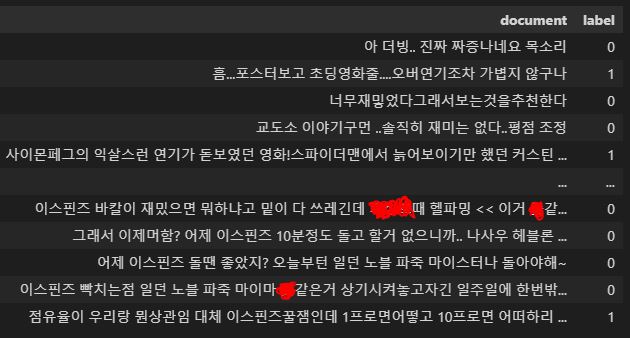 document label
아 더빙.. 진짜 짜증나네요 목소리 0
흠...포스터보고 초딩영화줄....오버연기조차 가볍지 않구나 1
너무재밓었다그래서보는것을추천한다 0
교도소 이야기구먼 ..솔직히 재미는 없다..평점 조정 0
사이몬페그의 익살스런 연기가 돋보였던 영화!스파이더맨에서 늙어보이기만 했던 커스틴 ... 1
... ...
이스핀즈 바칼이 재밌으면 뭐하냐고 밑이 다 쓰레긴데 때 헬파밍 << 이거 같... 0
그래서 이제머함? 어제 이스핀즈 10분정도 돌고 할거 없으니까.. 나사우 헤블론 ... 0
어제 이스핀즈 돌땐 좋았지? 오늘부턴 일던 노블 파죽 마이스터나 돌아야해~ 0
이스핀즈 빡치는점 일던 노블 파죽 마이마 같은거 상기시켜놓고자긴 일주일에 한번밖... 0
점유율이 우리랑 뭔상관임 대체 이스핀즈꿀잼인데 1프로면어떻고 10프로면 어떠하리 ... 1